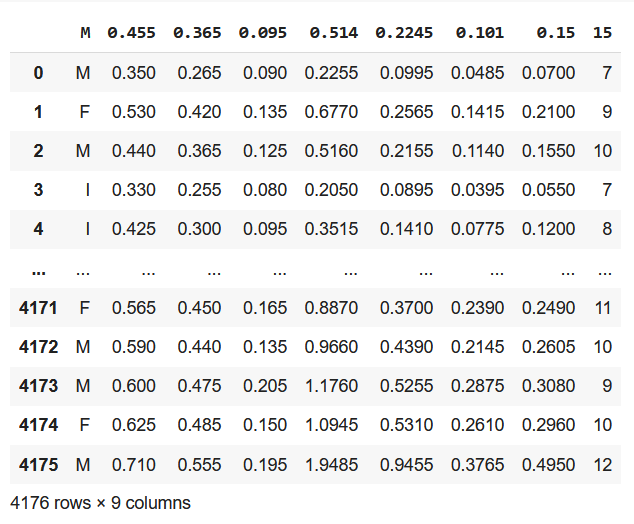 M 0.455 0.365 0.095 0.514 0.2245 0.101 0.15 15
0 M 0.350 0.265 0.090 0.2255 0.0995 0.0485 0.0700 7
1 F 0.530 0.420 0.135 0.6770 0.2565 0.1415 0.2100 9
2 M 0.440 0.365 0.125 0.5160 0.2155 0.1140 0.1550 10
3 I 0.330 0.255 0.080 0.2050 0.0895 0.0395 0.0550 7
4 I 0.425 0.300 0.095 0.3515 0.1410 0.0775 0.1200 8
... ... ... ... ... ... ... ... ... ...
4171 F 0.565 0.450 0.165 0.8870 0.3700 0.2390 0.2490 11
4172 M 0.590 0.440 0.135 0.9660 0.4390 0.2145 0.2605 10
4173 M 0.600 0.475 0.205 1.1760 0.5255 0.2875 0.3080 9
4174 F 0.625 0.485 0.150 1.0945 0.5310 0.2610 0.2960 10
4175 M 0.710 0.555 0.195 1.9485 0.9455 0.3765 0.4950 12
4176 rows × 9 columns